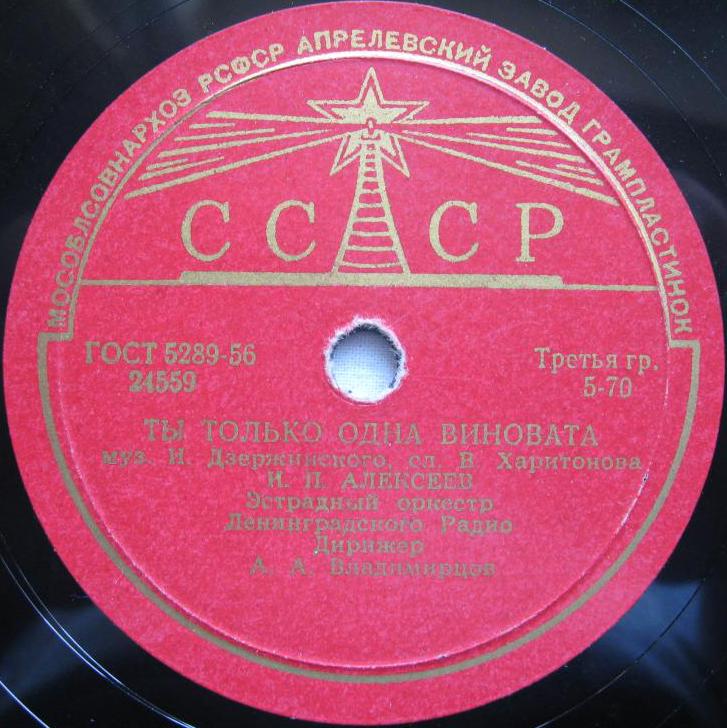 МОСОБЛСОВНАРХОЗ РСФСР АПРЕЛЕВСКИЙ ЗАВОД ГРАМПЛАСТИНОК
СССР
ГОСТ 5289-56
24559
Третья гр.
5-70
ТЫ ТОЛЬКО ОДНА ВИНОВАТА
муз. И. Дзержинского, сл. В. Харитонова
И. П. АЛЕКСЕЕВ
Эстрадный оркестр
Ленинградского Радио
Дирижер
А. А. Владимирцов